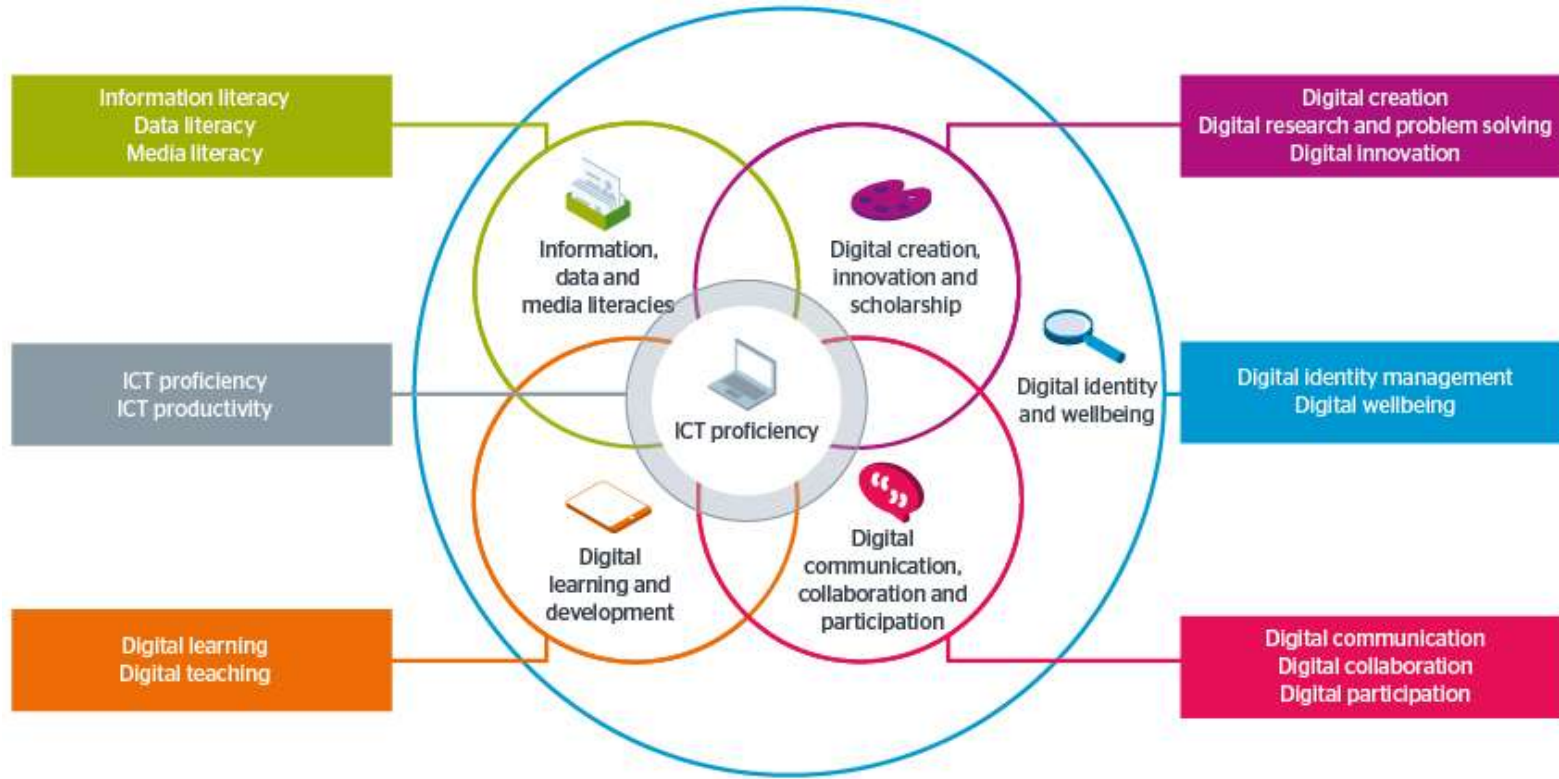 Information literacy
Data literacy
Media literacy
Digital creation
Digital research and problem solving
Digital innovation
Information,
data and
media literacies
Digital creation,
innovation and
scholarship
ICT proficiency
ICT productivity
ICT proficiency
Digital identity
and wellbeing
Digital identity management
Digital wellbeing
Digital
learning and
development
Digital
communication,
collaboration and
participation
Digital learning
Digital teaching
Digital communication
Digital collaboration
Digital participation